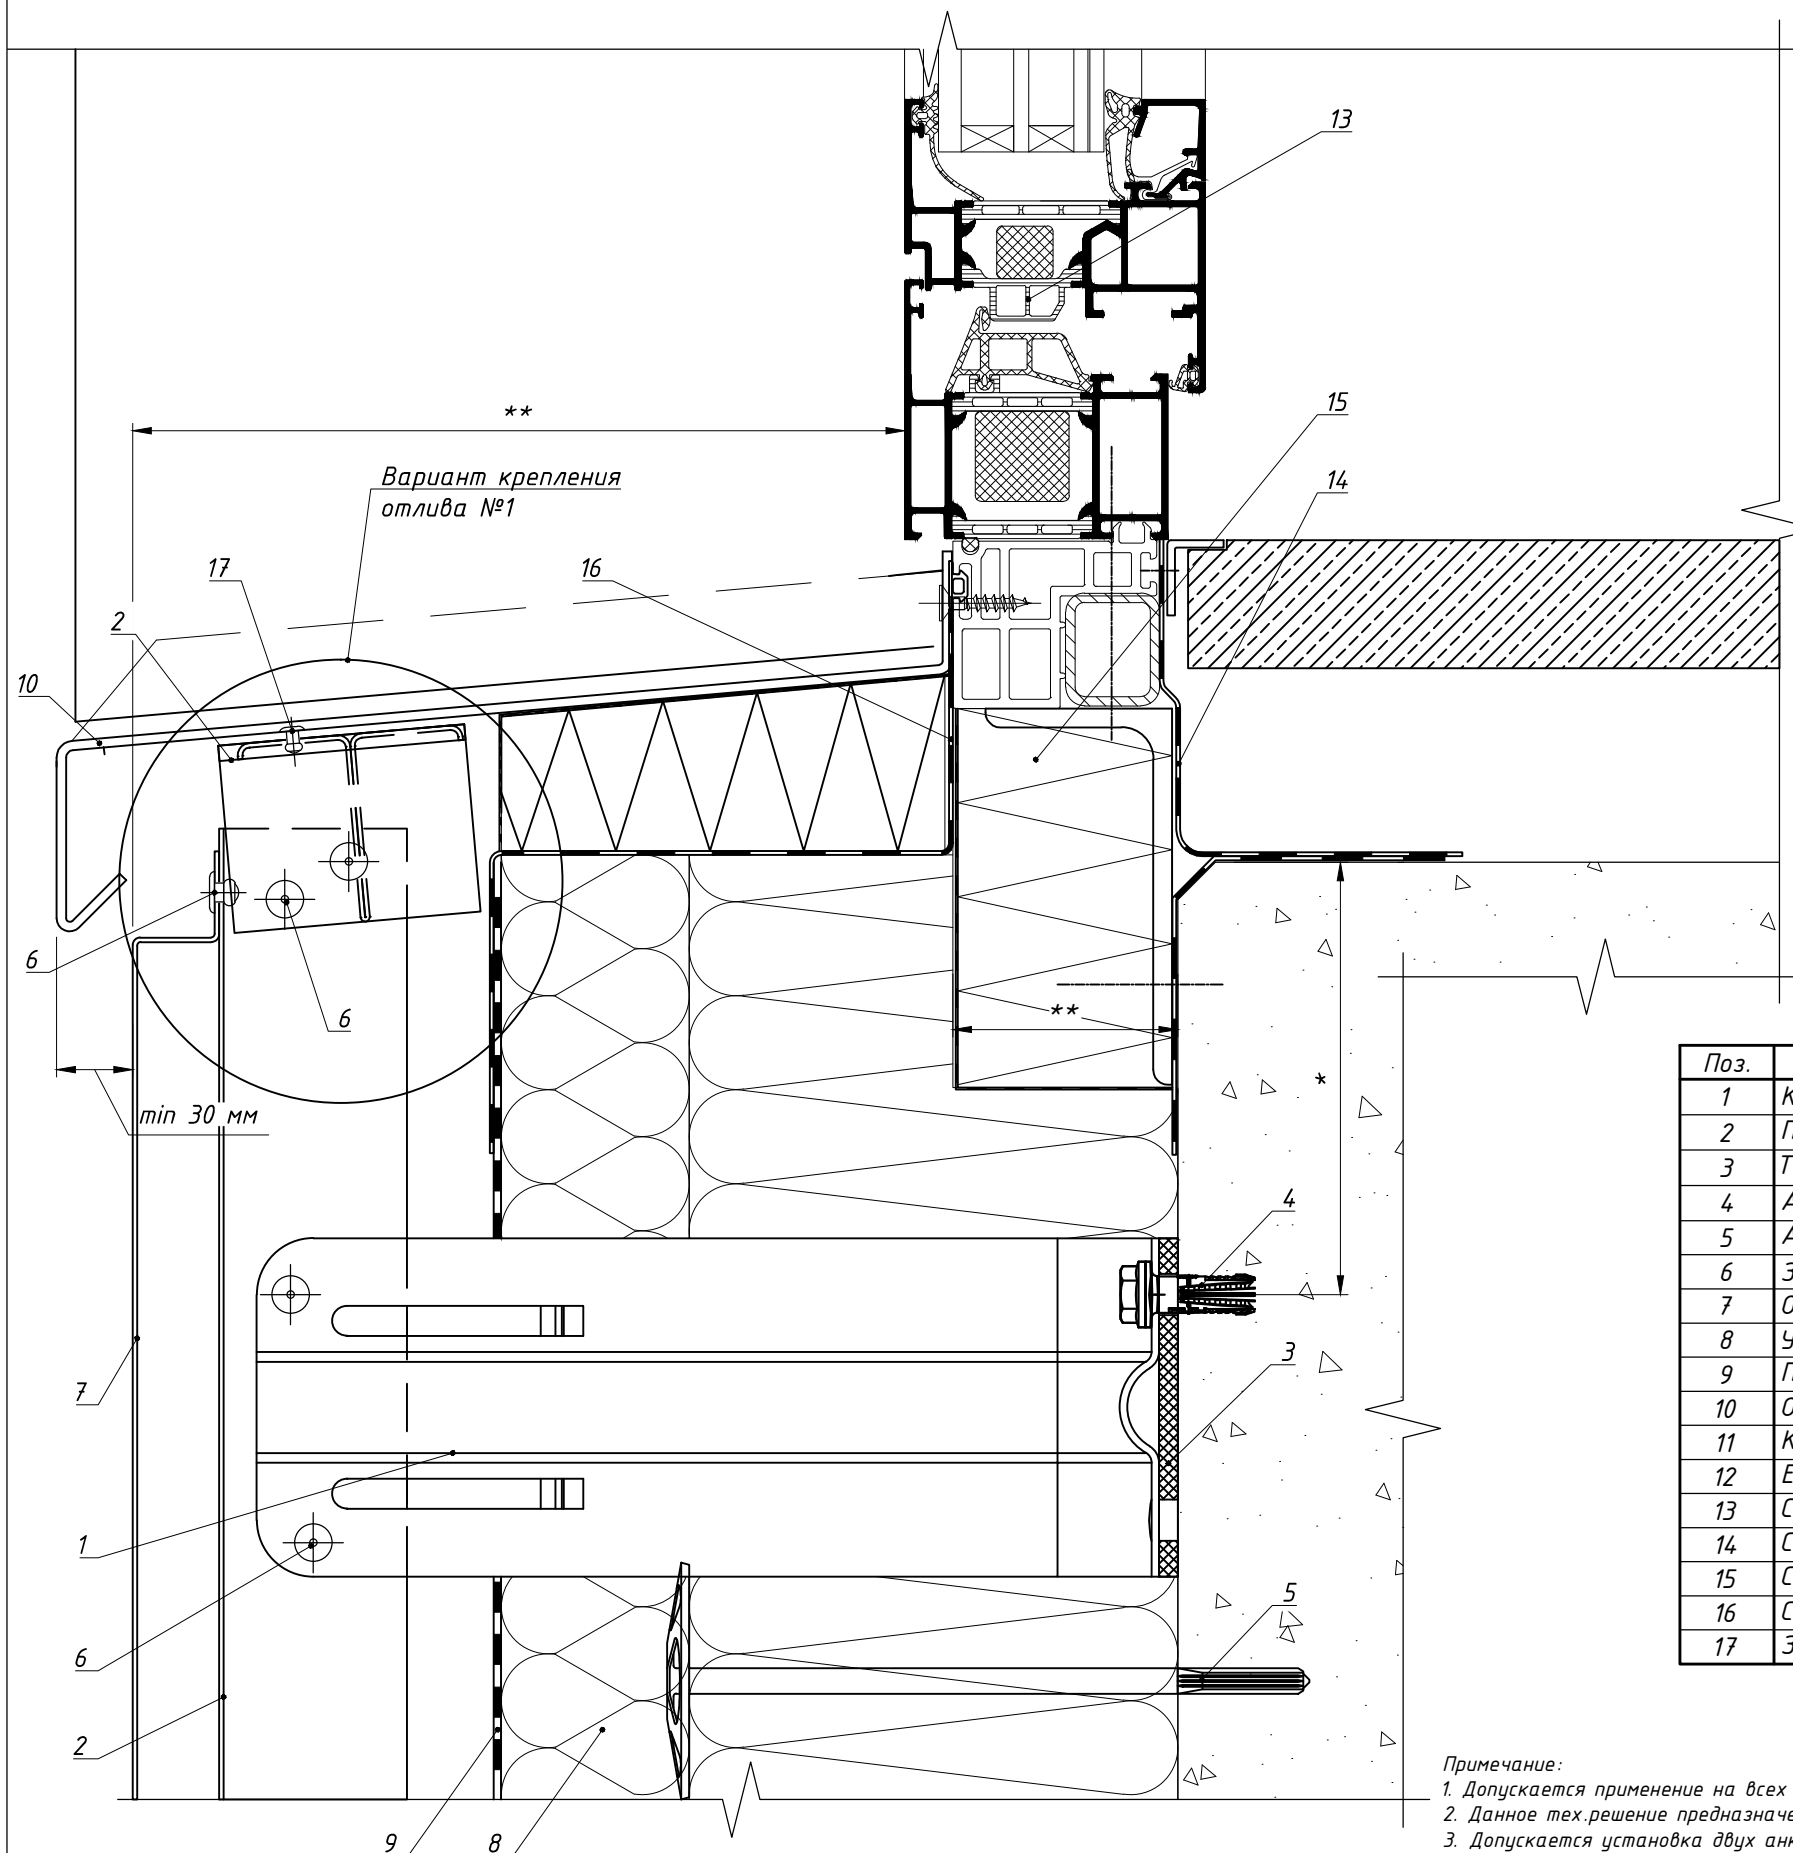 13
**
15
Вариант крепления
отлива №1
14
17
16
2
10
6
6
**
*
min 30 мм
4
3
7
1
5
6
2
9
8
Поз.
1 К
2 П
3 Т
4 А
5 А
6 З
7 О
8 У
9 П
10 О
11 К
12 Е
13 С
14 С
15 С
16 С
17 З
Примечание:
1. Допускается применение на всех
2. Данное тех.решение
3. Допускается установка двух